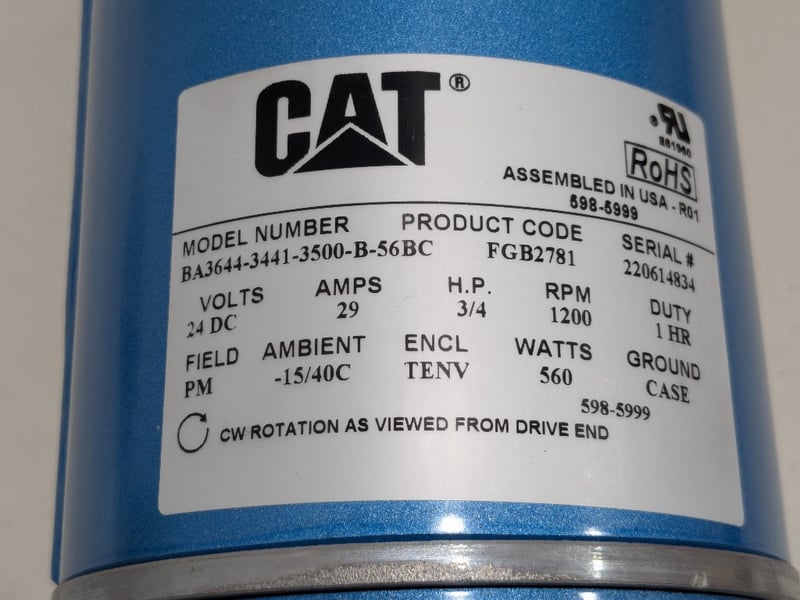 CAT®
261960
RoHS
ASSEMBLED IN USA - R01
598-5999
MODEL NUMBER PRODUCT CODE SERIAL #
BA3644-3441-3500-B-56BC FGB2781 220614834
VOLTS AMPS H.P. RPM DUTY
24 DC 29 3/4 1200 1 HR
FIELD AMBIENT ENCL WATTS GROUND
PM -15/40C TENV 560 CASE
598-5999
CW ROTATION AS VIEWED FROM DRIVE END